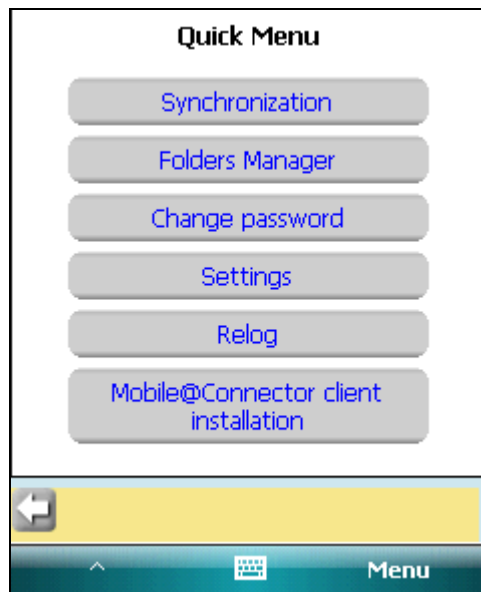 Quick Menu
Synchronization
Folders Manager
Change password
Settings
Relog
Mobile@Connector client
installation
Menu